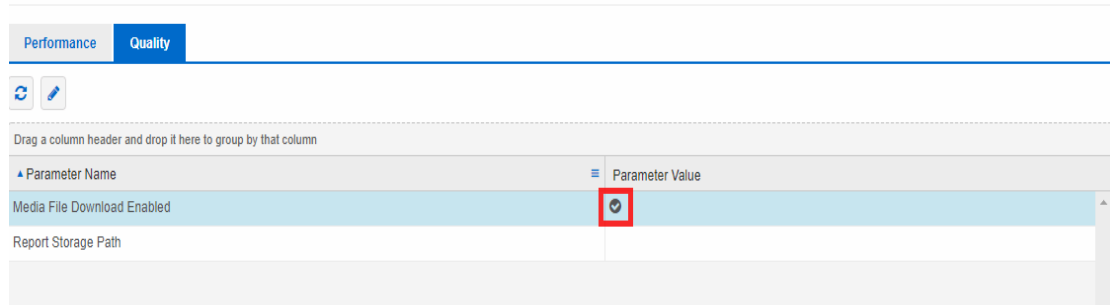 Performance Quality
Drag a column header and drop it here to group by that column
Parameter Name Parameter Value
Media File Download Enabled
Report Storage Path